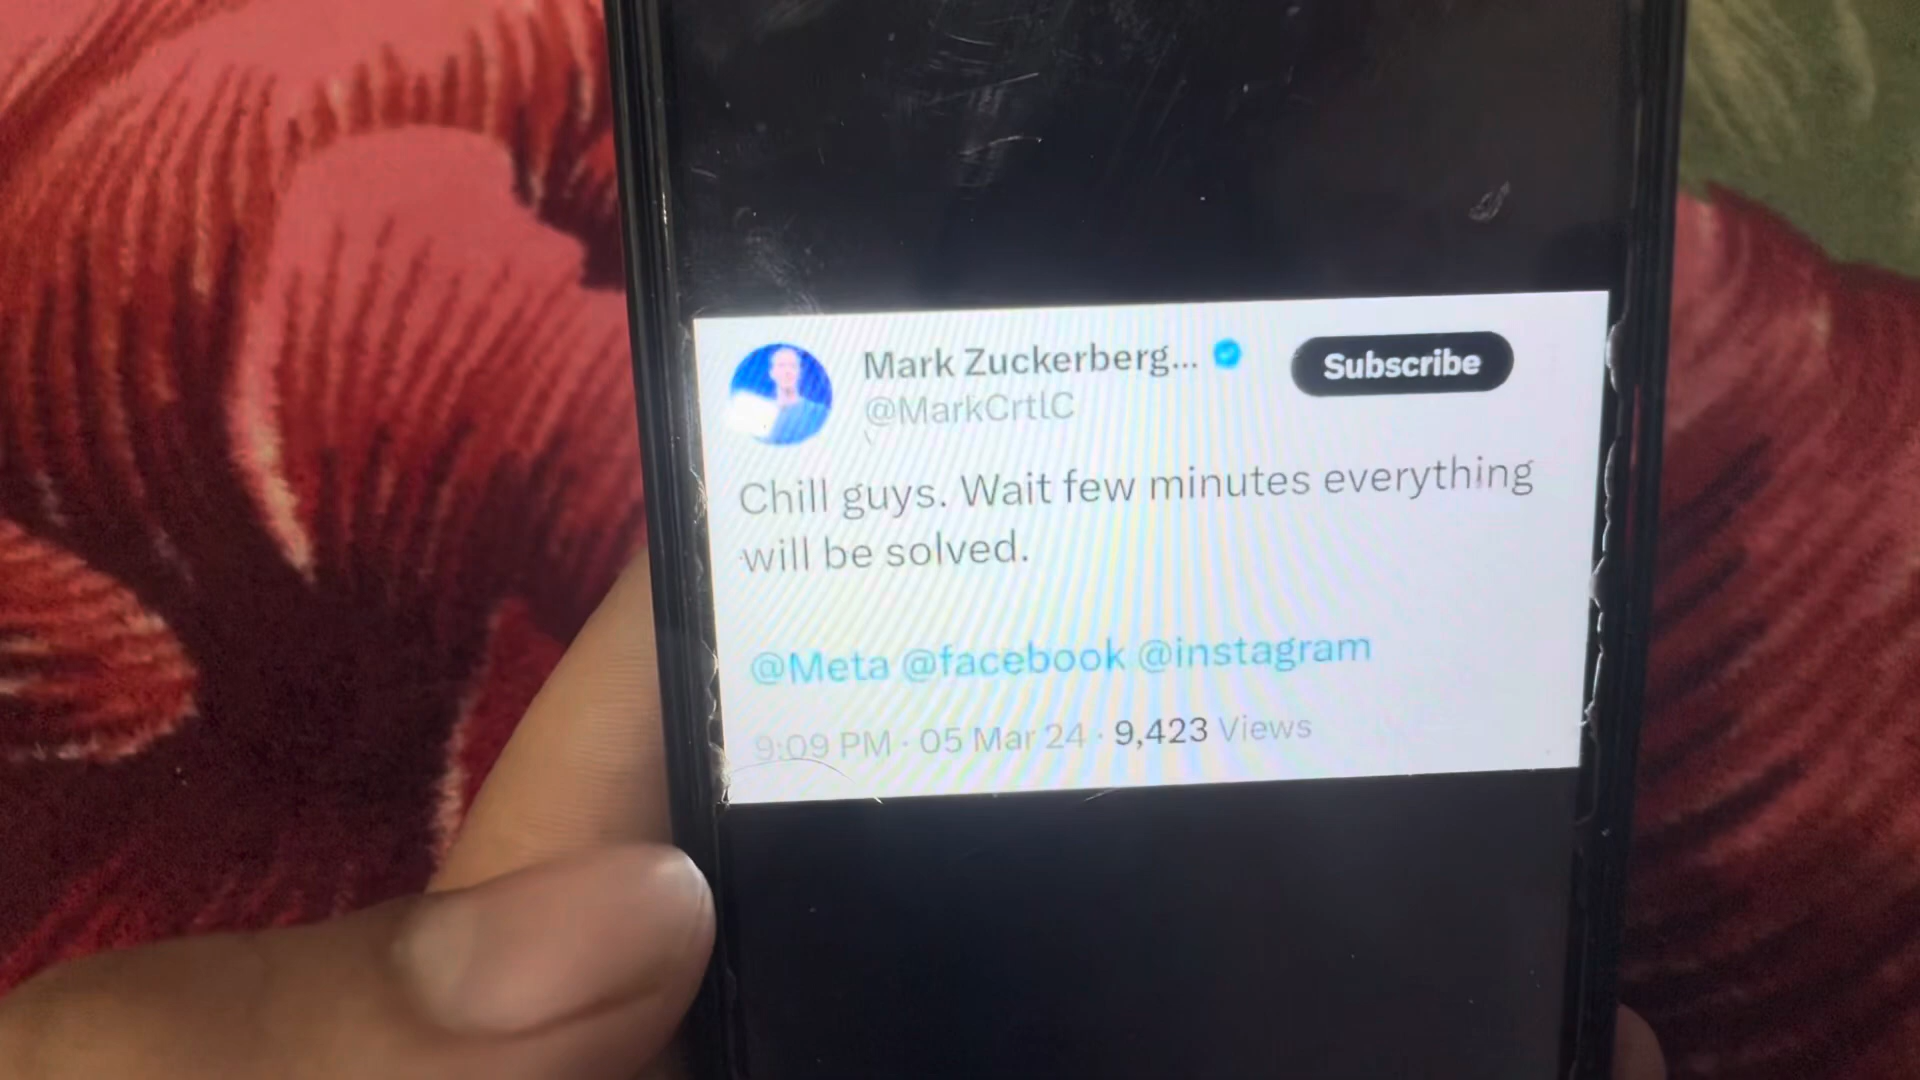 Mark Zuckerberg...
Subscribe
@MarkCrtlC
Chill guys. Wait few minutes everything
will be solved.
@Meta @facebook @instagram
9:09 PM · 05 Mar 24 · 9,423 Views